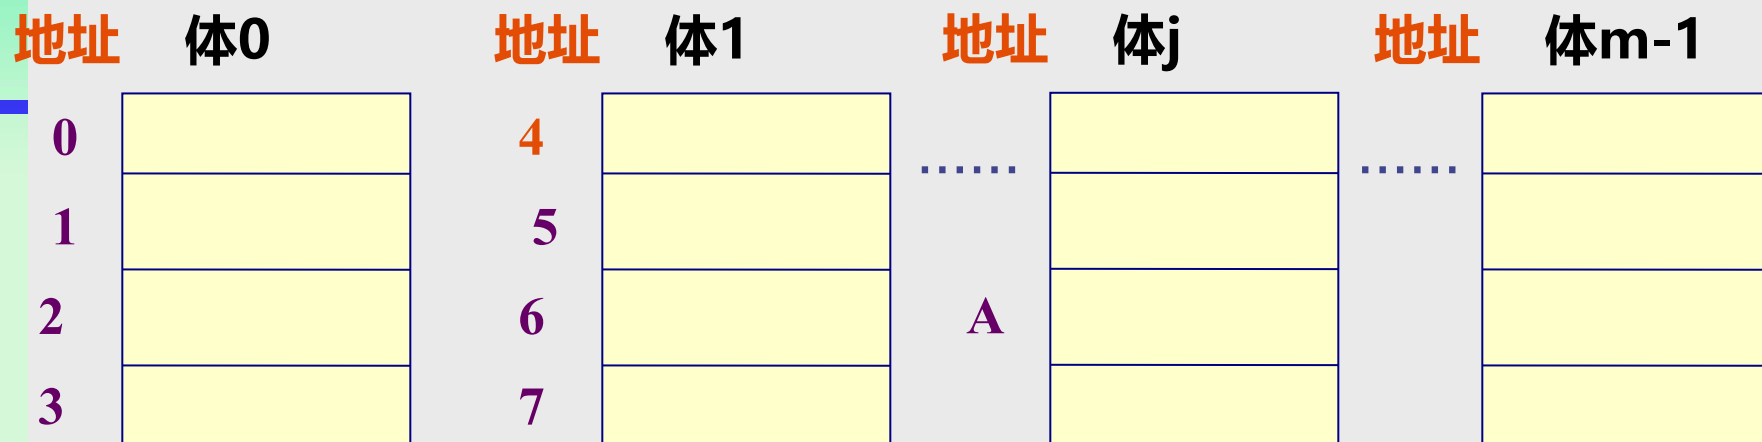 地址 体0 地址 体1 地址 体j 地址 体m-1
0 4 ...... ......
1 5
2 6 A
3 7